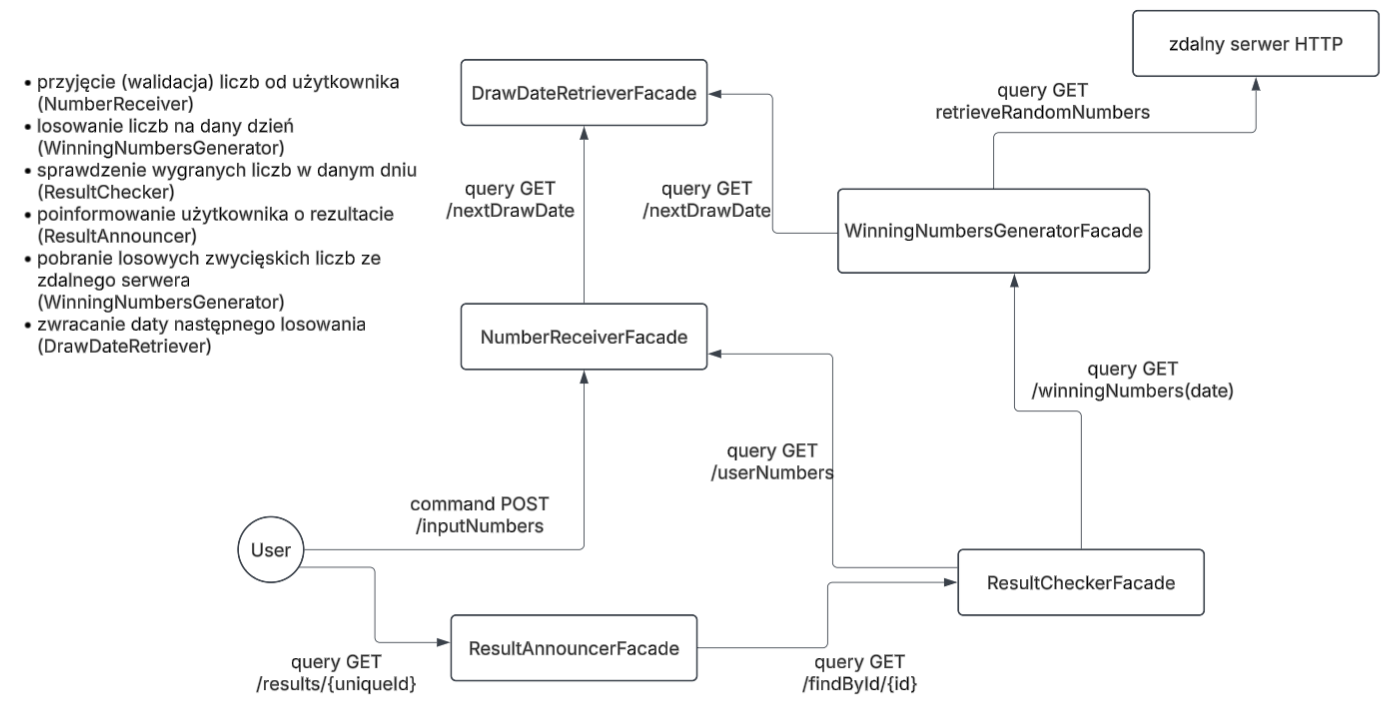 • przyjęcie (walidacja) liczb od użytkownika
(NumberReceiver)
• losowanie liczb na dany dzień
(WinningNumbersGenerator)
• sprawdzenie wygranych liczb w danym dniu
(ResultChecker)
• poinformowanie użytkownika o rezultacie
(ResultAnnouncer)
• pobranie losowych zwycięskich liczb ze
zdalnego serwera
(WinningNumbersGenerator)
• zwracanie daty następnego losowania
(DrawDateRetriever)
zdalny serwer HTTP
DrawDateRetrieverFacade
query GET
retrieveRandomNumbers
query GET
/nextDrawDate
query GET
/nextDrawDate
WinningNumbersGeneratorFacade
NumberReceiverFacade
query GET
/winningNumbers(date)
query GET
/userNumbers
command POST
/inputNumbers
User
ResultCheckerFacade
ResultAnnouncerFacade
query GET
/results/{uniqueId}
query GET
/findById/{id}